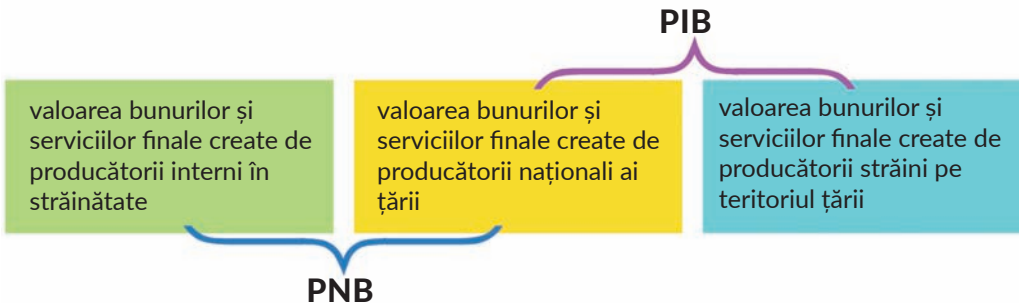 PIB
valoarea bunurilor și
serviciilor finale create de
producătorii interni în
străinătate
valoarea bunurilor și
serviciilor finale create de
producătorii naționali ai
țării
valoarea bunurilor și
serviciilor finale create de
producătorii străini pe
teritoriul țării
PNB